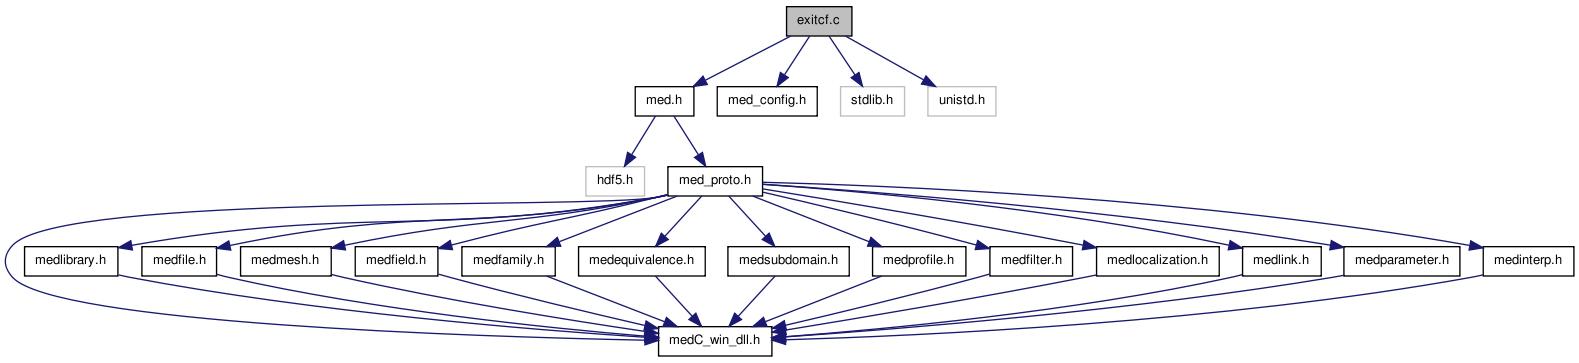 exitcf.c
med.h
med_config.h
stdlib.h
unistd.h
hdf5.h
med_proto.h
medlibrary.h
medfile.h
medmesh.h
medfield.h
medfamily.h
medequivalence.h
medsubdomain.h
medprofile.h
medfilter.h
medlocalization.h
medlink.h
medparameter.h
medinterp.h
medC_win_dll.h